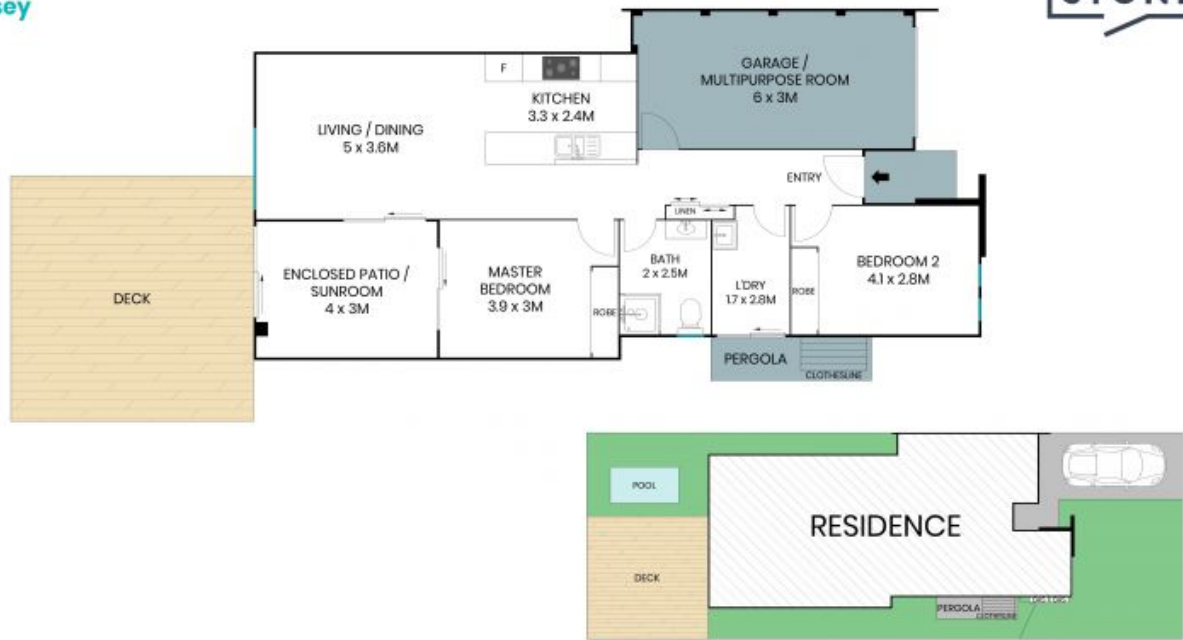 sey
GARAGE /
MULTIPURPOSE ROOM
6 x 3M
F
KITCHEN
3.3 x 2.4M
LIVING / DINING
5 x 3.6M
ENTRY
LINEN
BATH
2 x 2.5M
L'DRY
1.7 x 2.8M
BEDROOM 2
4.1 x 2.8M
ROBE
ENCLOSED PATIO /
SUNROOM
4 x 3M
MASTER
BEDROOM
3.9 x 3M
ROBE
DECK
PERGOLA
CLOTHESLINE
POOL
RESIDENCE
DECK
PERGOLA
CLOTHESLINE